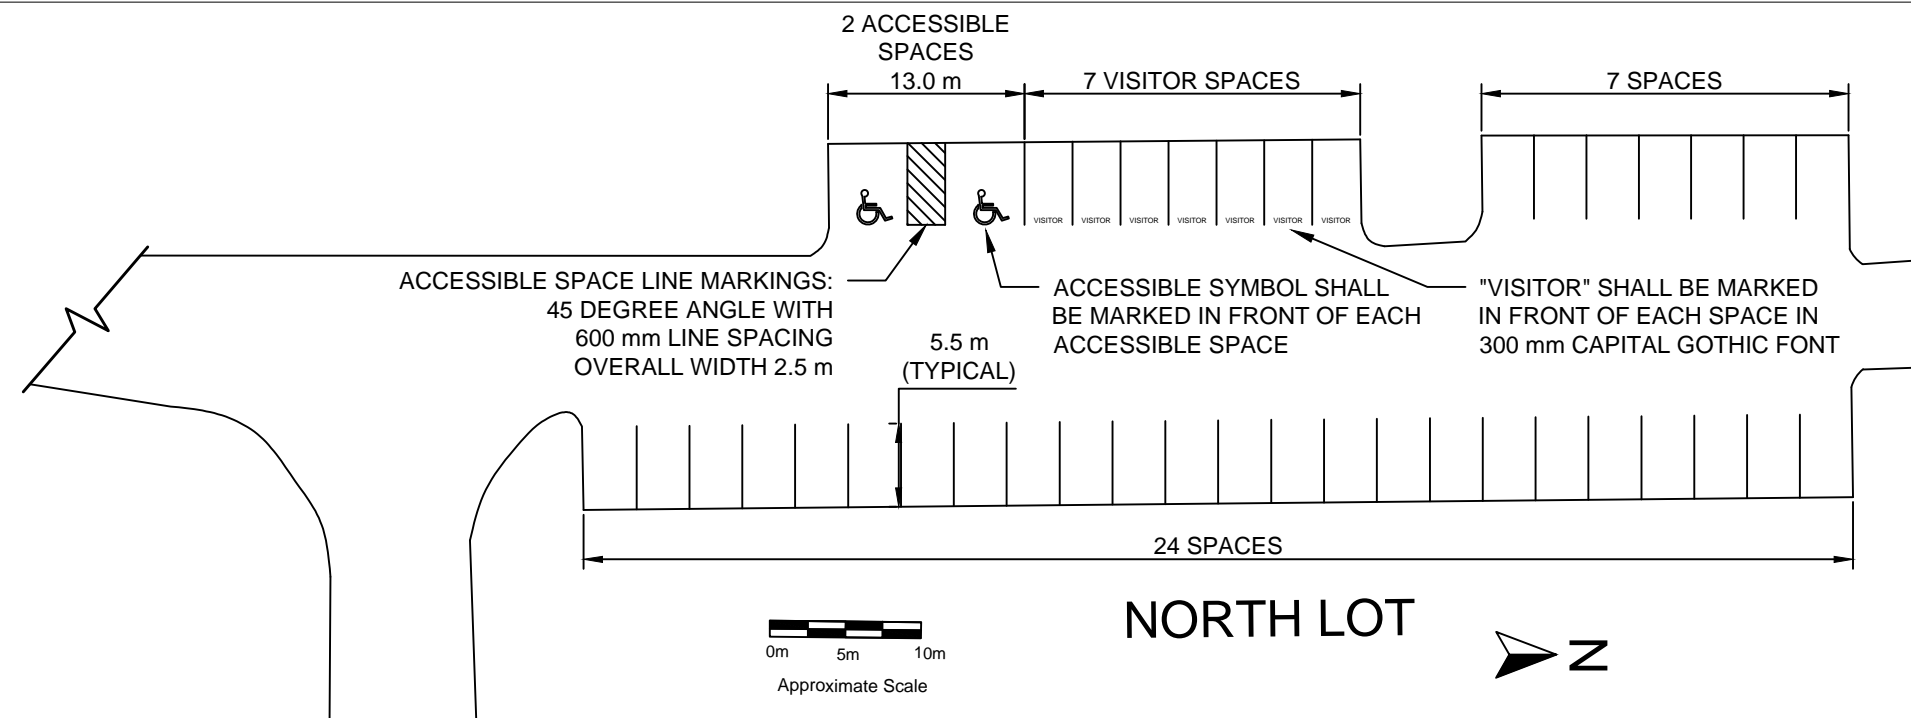 2 ACCESSIBLE
SPACES
13.0 m
7 VISITOR SPACES
7 SPACES
VISITOR
VISITOR
VISITOR
VISITOR
VISITOR
VISITOR
VISITOR
ACCESSIBLE SPACE LINE MARKINGS:
45 DEGREE ANGLE WITH
600 mm LINE SPACING
OVERALL WIDTH 2.5 m
ACCESSIBLE SYMBOL SHALL
BE MARKED IN FRONT OF EACH
ACCESSIBLE SPACE
"VISITOR" SHALL BE MARKED
IN FRONT OF EACH SPACE IN
300 mm CAPITAL GOTHIC FONT
5.5 m
(TYPICAL)
24 SPACES
NORTH LOT
0m 5m 10m
Approximate Scale
N